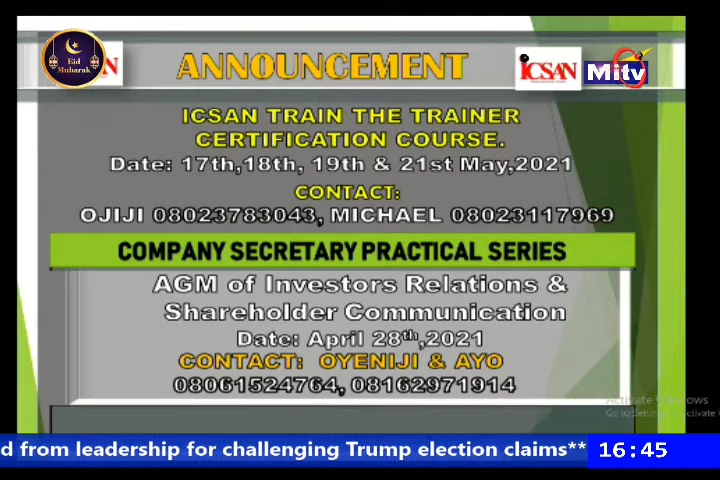 Eid
Mubarak
N
ANNOUNCEMENT
ICSAN
Mitv
ICSAN TRAIN THE TRAINER
CERTIFICATION COURSE.
Date: 17th,18th, 19th & 21st May,2021
CONTACT:
OJIJI 08023783043, MICHAEL 08023117969
COMPANY SECRETARY PRACTICAL SERIES
AGM of Investors Relations &
Shareholder Communication
Date: April 28th,2021
CONTACT: OYENIJI & AYO
08061524764, 08162971914
Activate Windows
d from leadership for challenging Trump election claims**
16:45